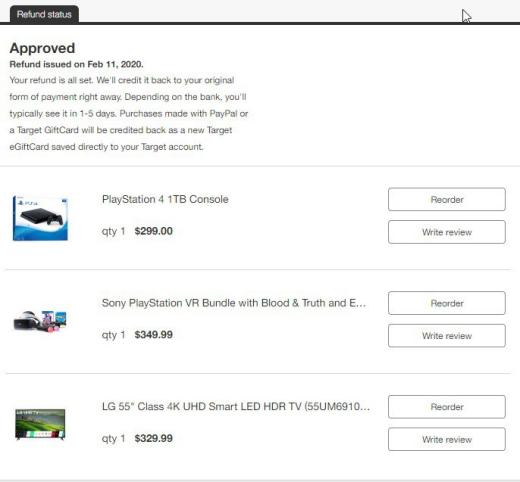 Refund status
Approved
Refund issued on Feb 11, 2020.
Your refund is all set. We'll credit it back to your original
form of payment right away. Depending on the bank, you'll
typically see it in 1-5 days. Purchases made with PayPal or
a Target GiftCard will be credited back as a new Target
eGiftCard saved directly to your Target account.
PlayStation 4 1TB Console
Reorder
qty 1 $299.00
Write review
Sony PlayStation VR Bundle with Blood & Truth and E...
Reorder
qty 1 $349.99
Write review
LG 55" Class 4K UHD Smart LED HDR TV (55UM6910...
Reorder
qty 1 $329.99
Write review